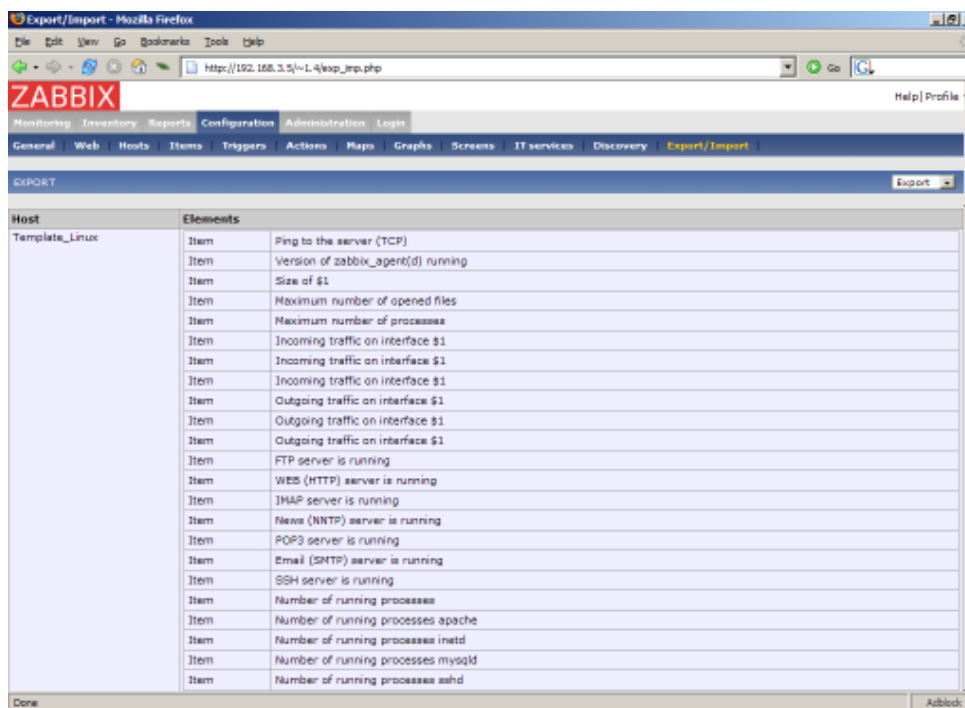 Export/Import - Mozilla Firefox
File Edit View Go Bookmarks Tools Help
http://192.168.3.5/~1.4/exp_imp.php Go
ZABBIX
Help | Profile
Monitoring Inventory Reports Configuration Administration Login
General Web Hosts Items Triggers Actions Maps Graphs Screens IT services Discovery Export/Import
EXPORT Export
Host Elements
Template_Linux Item Ping to the server (TCP)
Item Version of zabbix_agent(d) running
Item Size of $1
Item Maximum number of opened files
Item Maximum number of processes
Item Incoming traffic on interface $1
Item Incoming traffic on interface $1
Item Incoming traffic on interface $1
Item Outgoing traffic on interface $1
Item Outgoing traffic on interface $1
Item Outgoing traffic on interface $1
Item FTP server is running
Item WEB (HTTP) server is running
Item IMAP server is running
Item News (NNTP) server is running
Item POP3 server is running
Item Email (SMTP) server is running
Item SSH server is running
Item Number of running processes
Item Number of running processes apache
Item Number of running processes inetd
Item Number of running processes mysqld
Item Number of running processes sshd
Done Adblock